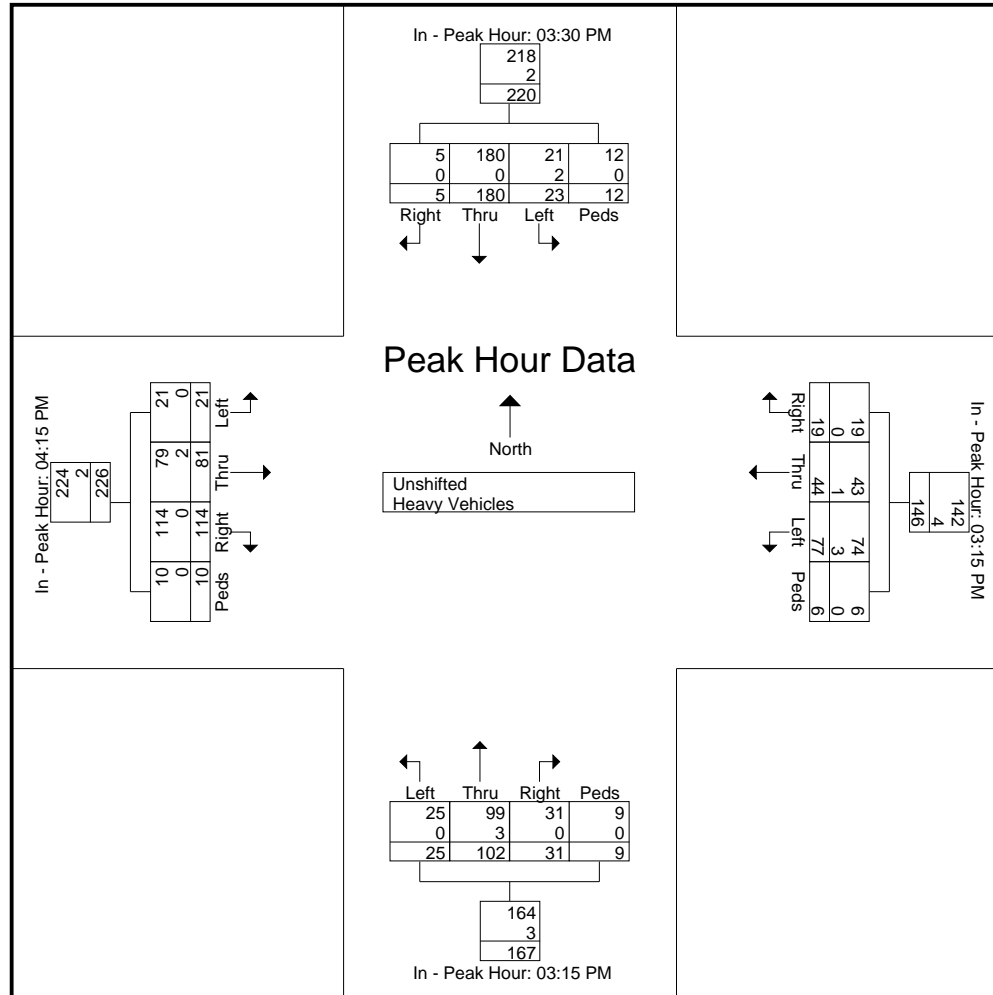 In - Peak Hour: 03:30 PM
218
2
220
5 180 21 12
0 0 2 0
5 180 23 12
Right Thru Left Peds
Peak Hour Data
North
Unshifted
Heavy Vehicles
In - Peak Hour: 04:15 PM
224
2
226
21 0 21 Left
79 2 81 Thru
114 0 114 Right
10 0 10 Peds
In - Peak Hour: 03:15 PM
142
4
146
Right 19 0 19
Thru 44 1 43
Left 77 3 74
Peds 6 0 6
Left Thru Right Peds
25 99 31 9
0 3 0 0
25 102 31 9
164
3
167
In - Peak Hour: 03:15 PM